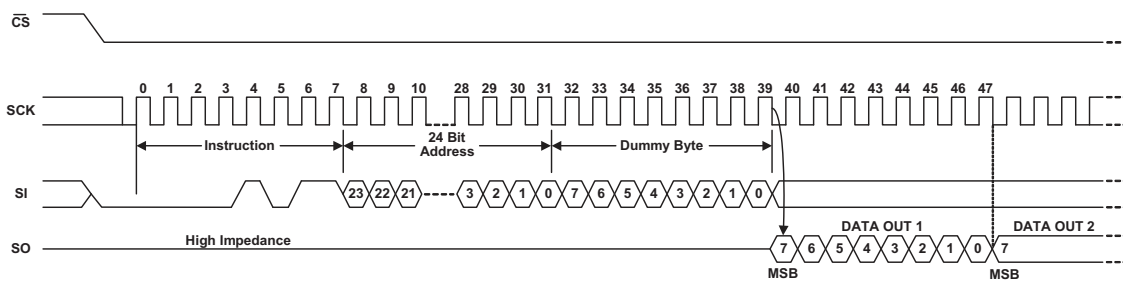 CS
0 1 2 3 4 5 6 7 8 9 10 28 29 30 31 32 33 34 35 36 37 38 39 40 41 42 43 44 45 46 47
SCK
Instruction
24 Bit
Address
Dummy Byte
SI
23 22 21 3 2 1 0 7 6 5 4 3 2 1 0
High Impedance
DATA OUT 1
DATA OUT 2
SO
7 6 5 4 3 2 1 0 7
MSB
MSB